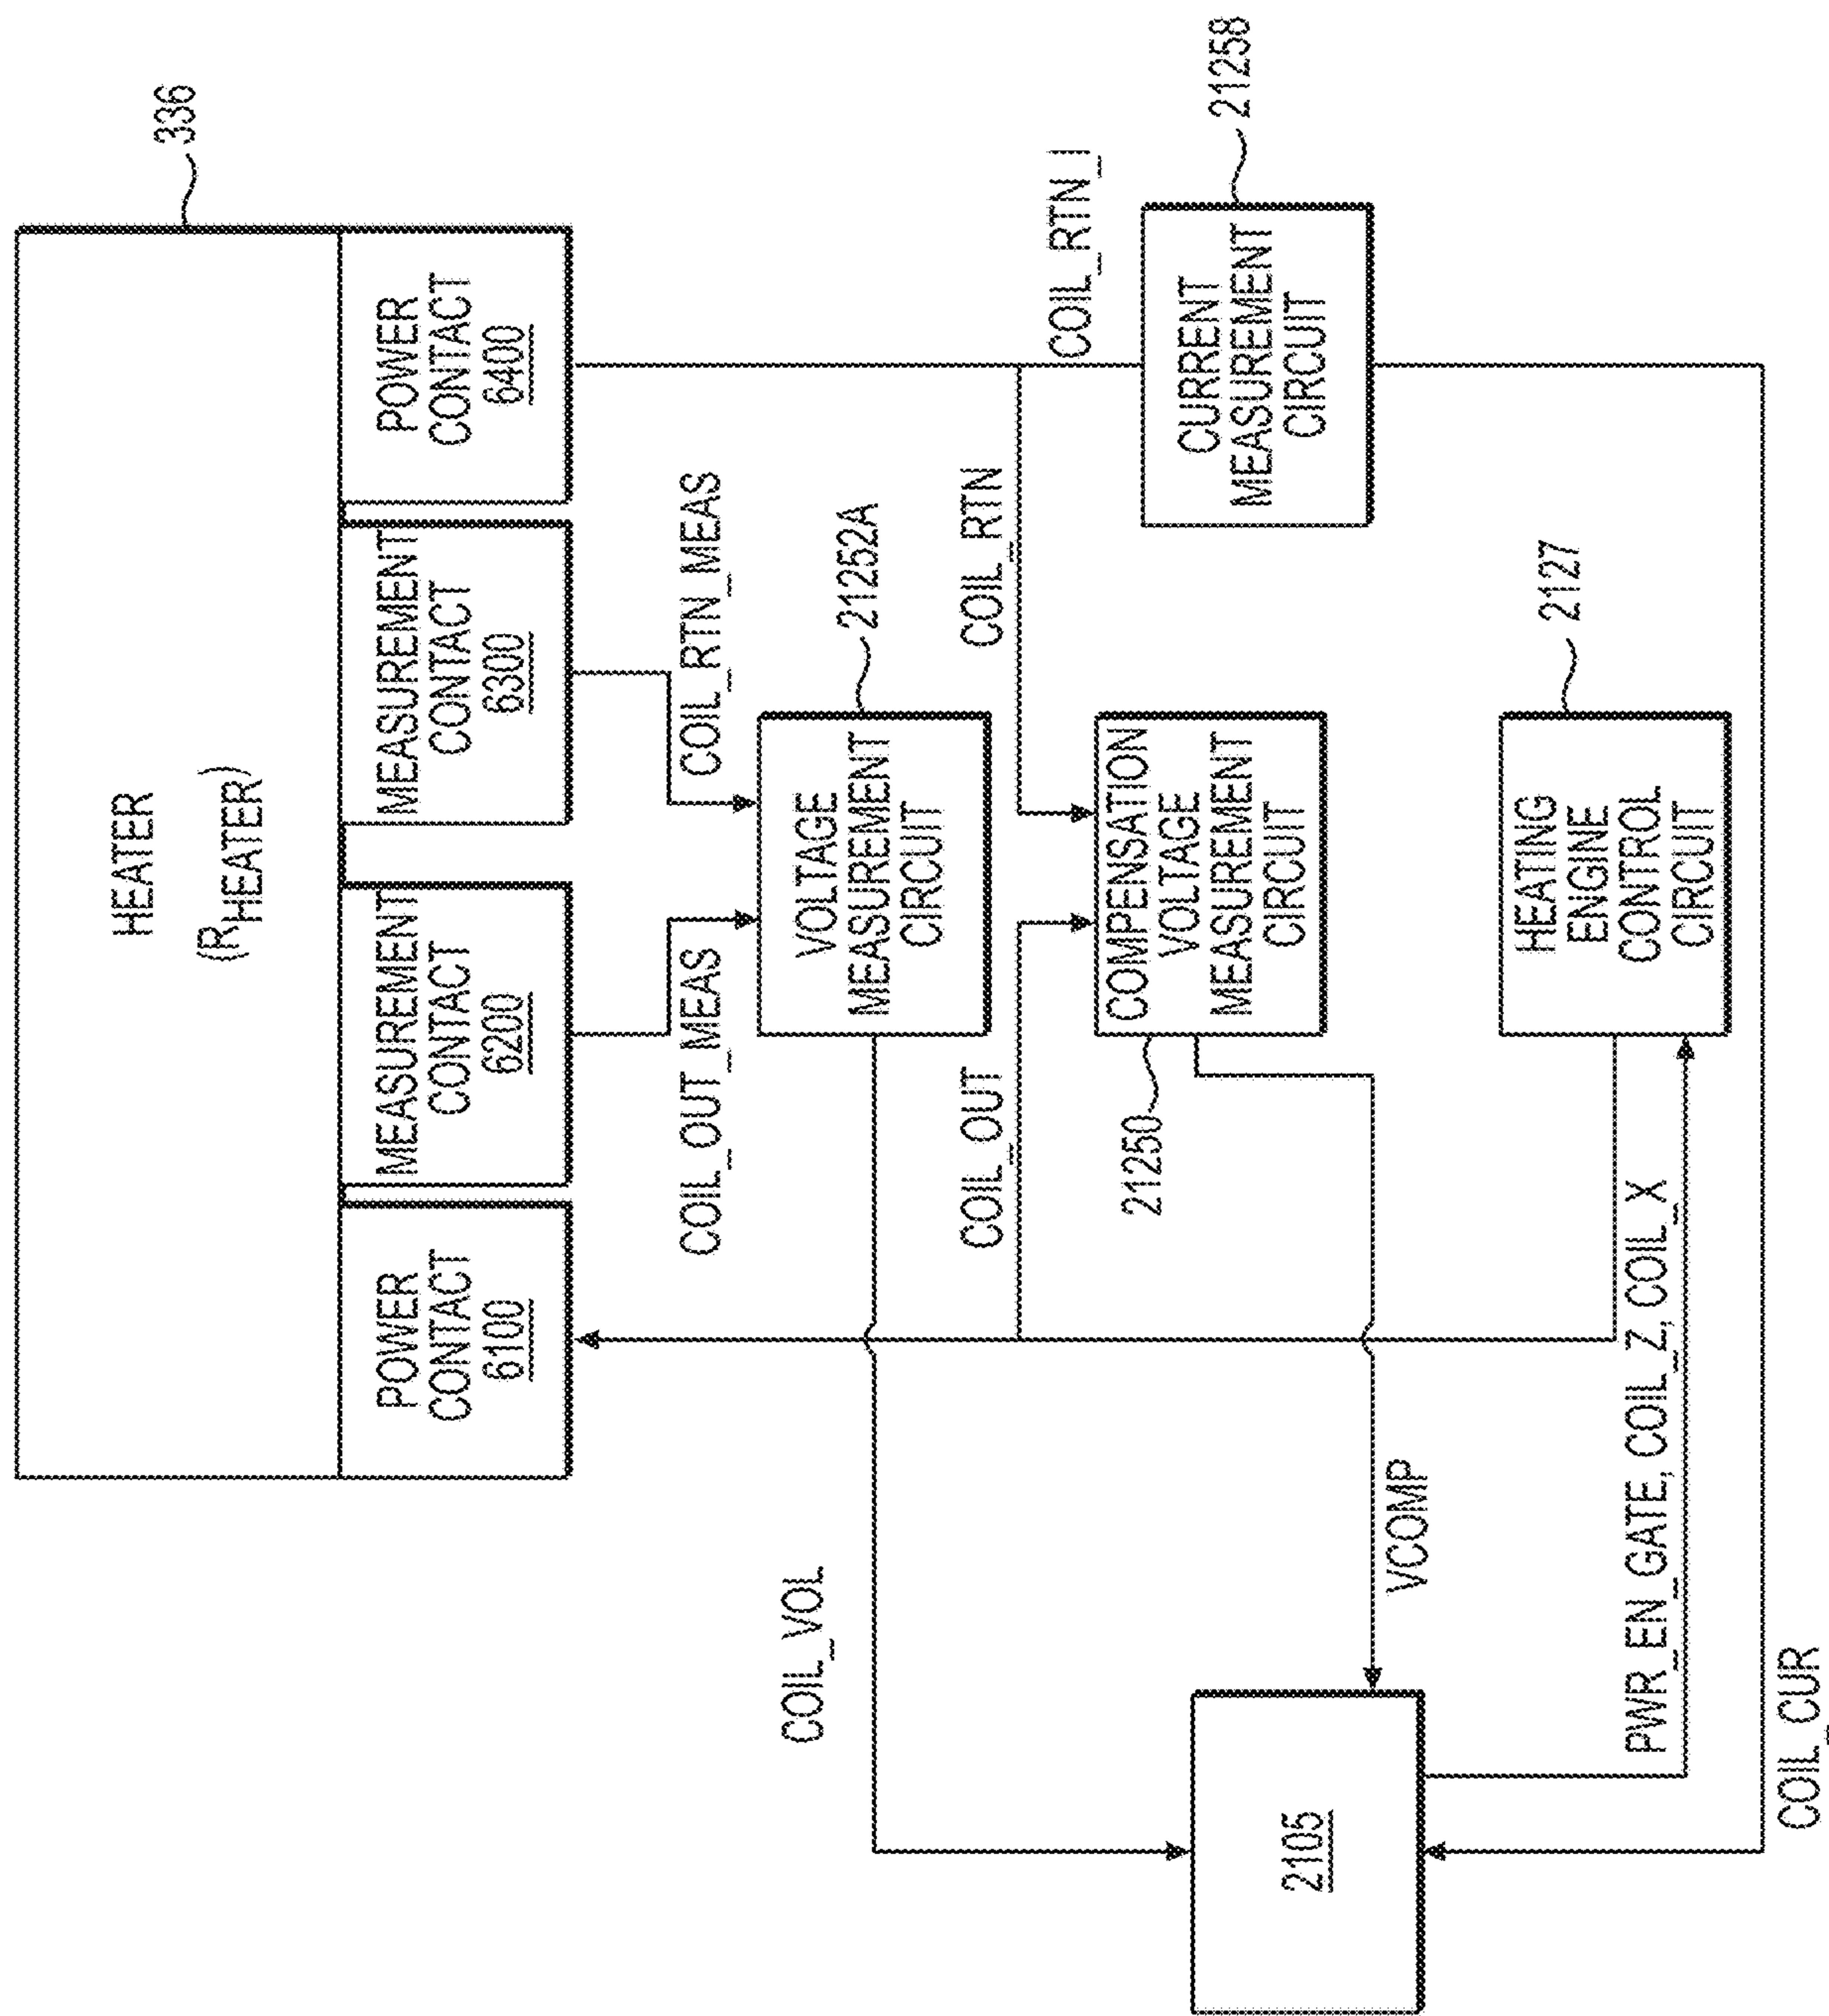 336
HEATER
(RHEATER)
POWER
CONTACT
6100
MEASUREMENT
CONTACT
6200
MEASUREMENT
CONTACT
6300
POWER
CONTACT
6400
COIL_OUT_MEAS
COIL_RTN_MEAS
COIL_VOL
VOLTAGE
MEASUREMENT
CIRCUIT
21252A
COIL_OUT
COIL_RTN
COIL_RTN_I
21250
COMPENSATION
VOLTAGE
MEASUREMENT
CIRCUIT
CURRENT
MEASUREMENT
CIRCUIT
21258
2105
VCOMP
HEATING
ENGINE
CONTROL
CIRCUIT
2127
PWR_EN_GATE, COIL_Z, COIL_X
COIL_CUR